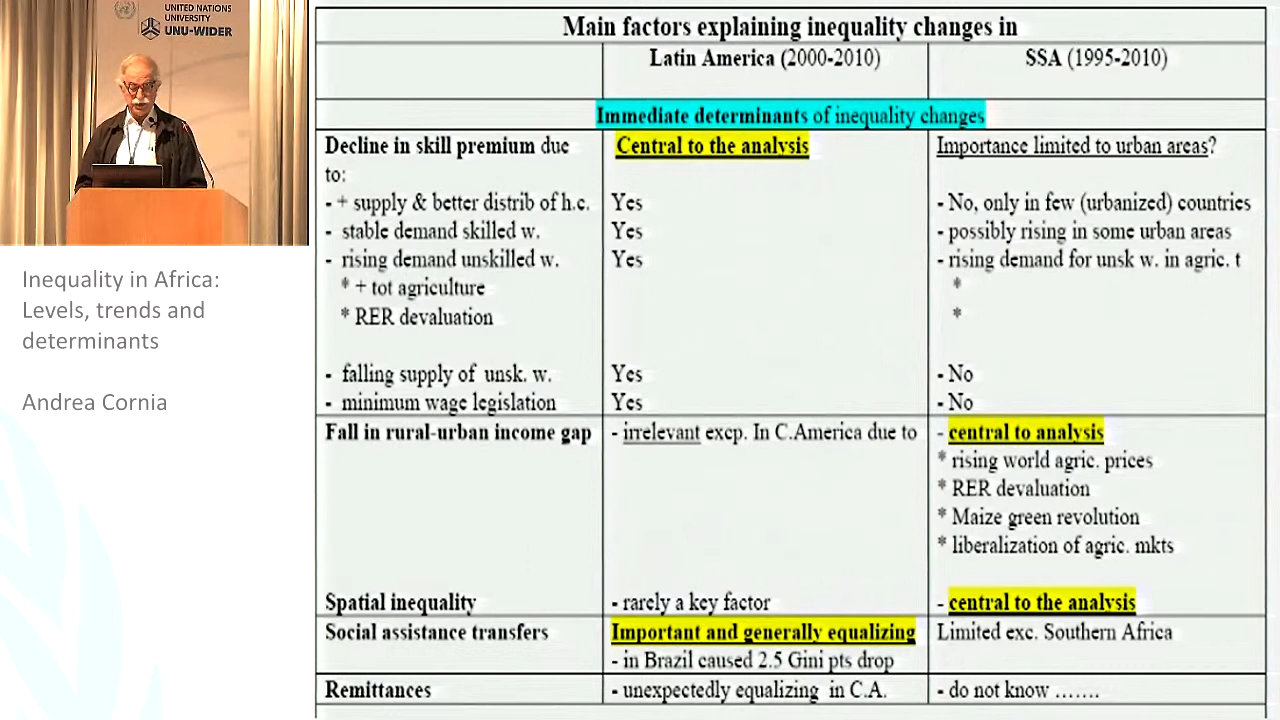 UNITED NATIONS
UNIVERSITY
UNU-WIDER
Inequality in Africa:
Levels, trends and
determinants
Andrea Cornia
Main factors explaining inequality changes in
Latin America (2000-2010) SSA (1995-2010)
Immediate determinants of inequality changes
Decline in skill premium due Central to the analysis Importance limited to urban areas?
to:
- + supply & better distrib of h.c. Yes - No, only in few (urbanized) countries
- stable demand skilled w. Yes - possibly rising in some urban areas
- rising demand unskilled w. Yes - rising demand for unsk w. in agric. t
* + tot agriculture *
* RER devaluation *
- falling supply of unsk. w. Yes - No
- minimum wage legislation Yes - No
Fall in rural-urban income gap - irrelevant excp. In C.America due to - central to analysis
* rising world agric. prices
* RER devaluation
* Maize green revolution
* liberalization of agric. mkts
Spatial inequality - rarely a key factor - central to the analysis
Social assistance transfers Important and generally equalizing Limited exc. Southern Africa
- in Brazil caused 2.5 Gini pts drop
Remittances - unexpectedly equalizing in C.A. - do not know …….